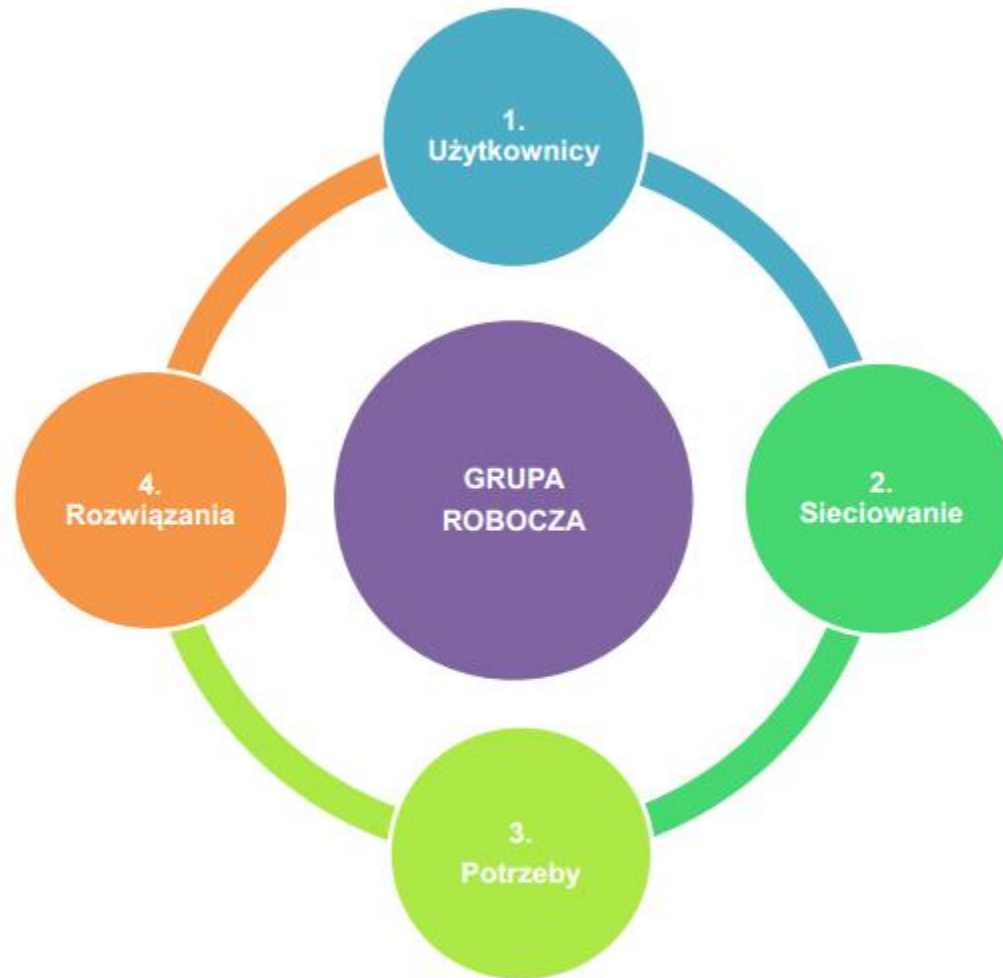 1.
Użytkownicy
2.
Sieciowanie
3.
Potrzeby
4.
Rozwiązania
GRUPA
ROBOCZA